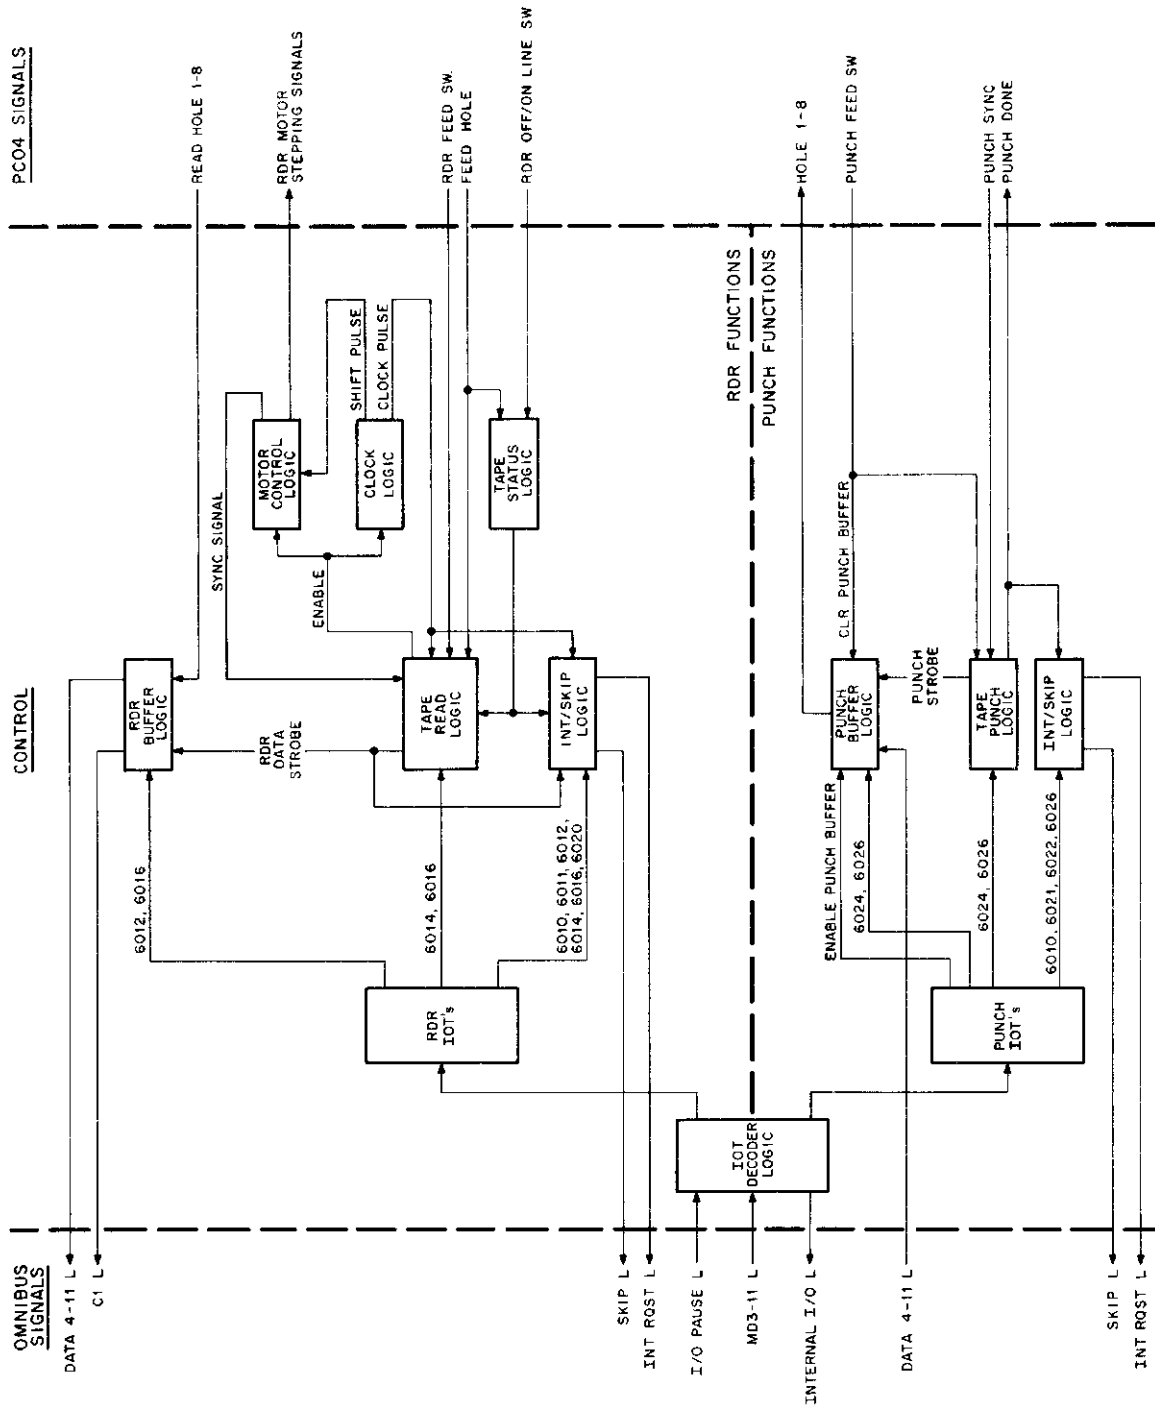 OMNIBUS
SIGNALS
CONTROL
PC04 SIGNALS
DATA 4-11 L
C1 L
6012, 6016
RDR
BUFFER
LOGIC
READ HOLE 1-8
SYNC SIGNAL
RDR
DATA
STROBE
MOTOR
CONTROL
LOGIC
RDR MOTOR
STEPPING SIGNALS
ENABLE
SHIFT PULSE
CLOCK
LOGIC
CLOCK PULSE
RDR
IOT's
6014, 6016
TAPE
READ
LOGIC
RDR FEED SW.
FEED HOLE
TAPE
STATUS
LOGIC
RDR OFF/ON LINE SW
6010, 6011, 6012,
6014, 6016, 6020
INT/SKIP
LOGIC
SKIP L
INT RQST L
I/O PAUSE L
MD3-11 L
INTERNAL I/O L
IOT
DECODER
LOGIC
RDR FUNCTIONS
PUNCH FUNCTIONS
HOLE 1-8
ENABLE PUNCH BUFFER
6024, 6026
PUNCH
BUFFER
LOGIC
CLR PUNCH BUFFER
PUNCH FEED SW
DATA 4-11 L
PUNCH
STROBE
PUNCH
IOT's
6024, 6026
TAPE
PUNCH
LOGIC
PUNCH SYNC
PUNCH DONE
6010, 6021, 6022, 6026
INT/SKIP
LOGIC
SKIP L
INT RQST L